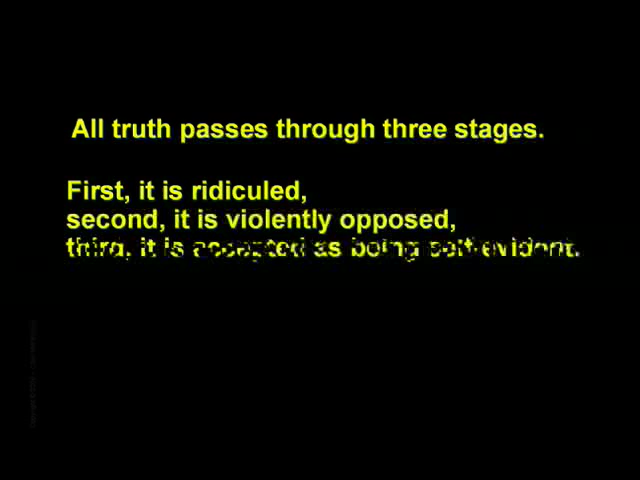 All truth passes through three stages.
First, it is ridiculed,
second, it is violently opposed,
third, it is accepted as being self evident.